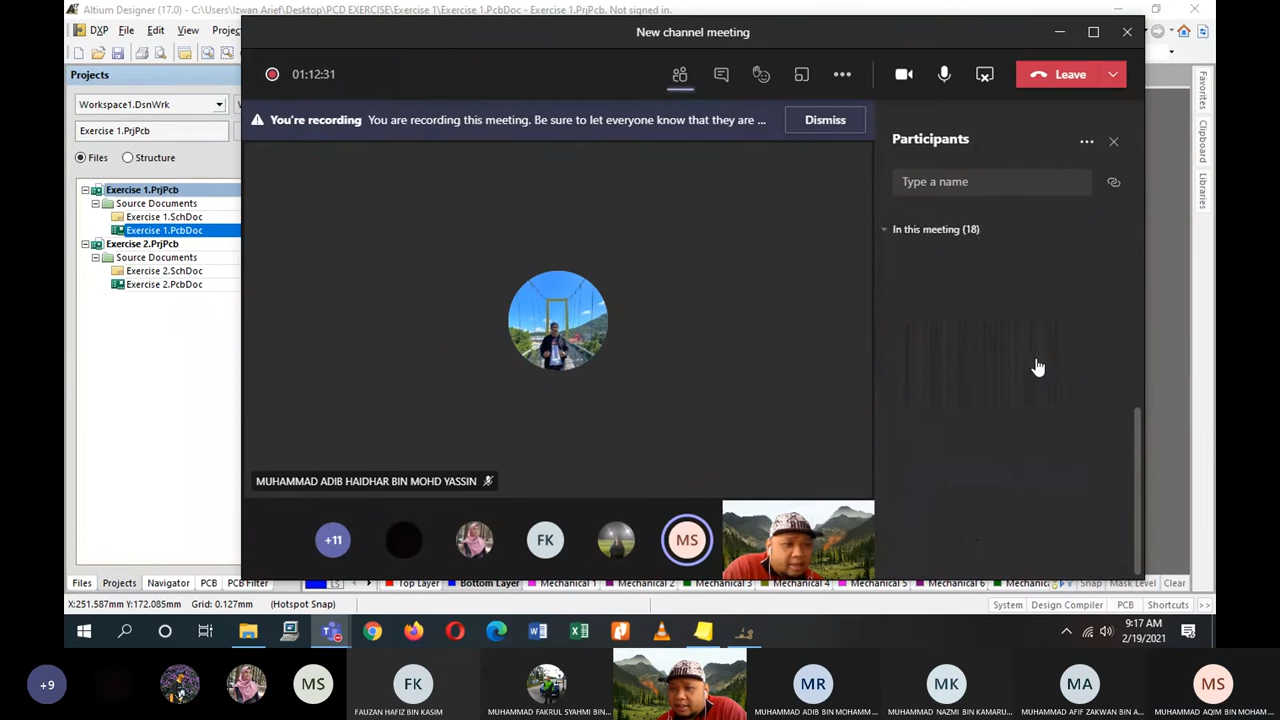 Altium Designer (17.0) - C:\Users\Izwan Arief\Desktop\PCD EXERCISE\Exercise 1\Exercise 1.PcbDoc - Exercise 1.PrjPcb. Not signed in.
DXP File Edit View Projec
New channel meeting
01:12:31
Leave
Projects
Workspace1.DsnWrk
Exercise 1.PrjPcb
Files Structure
Exercise 1.PrjPcb
Source Documents
Exercise 1.SchDoc
Exercise 1.PcbDoc
Exercise 2.PrjPcb
Source Documents
Exercise 2.SchDoc
Exercise 2.PcbDoc
You're recording You are recording this meeting. Be sure to let everyone know that they are ...
Dismiss
Participants
Type a name
In this meeting (18)
Favorites
Clipboard
Libraries
MUHAMMAD ADIB HAIDHAR BIN MOHD YASSIN
+11
FK
MS
Files Projects Navigator PCB PCB Filter
LS Top Layer Bottom Layer Mechanical 1 Mechanical 2 Mechanical 3 Mechanical 4 Mechanical 5 Mechanical 6 Mechanic Snap Mask Level Clear
X:251.587mm Y:172.085mm Grid: 0.127mm (Hotspot Snap)
System Design Compiler PCB Shortcuts >>
9:17 AM
2/19/2021
+9
MS
FK
MR
MK
MA
MS
FAUZAN HAFIZ BIN KASIM
MUHAMMAD FAKRUL SYAHMI BIN...
MUHAMMAD ADIB BIN MOHAMM...
MUHAMMAD NAZMI BIN KAMARU...
MUHAMMAD AFIF ZAKWAN BIN A...
MUHAMMAD AQIM BIN MOHAM...